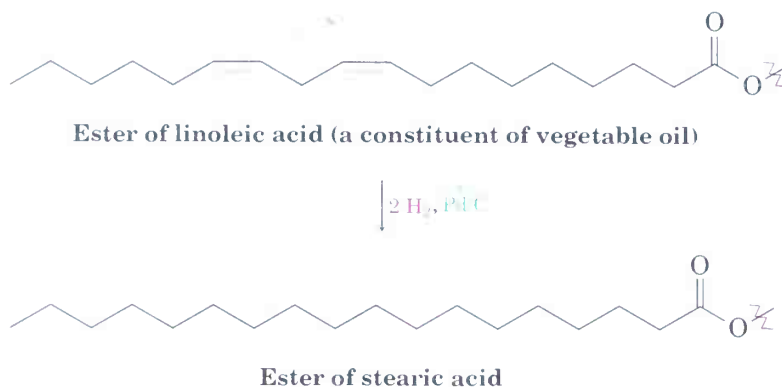 O
O
Ester of linoleic acid (a constituent of vegetable oil)
2 H₂, Pd C
O
O
Ester of stearic acid